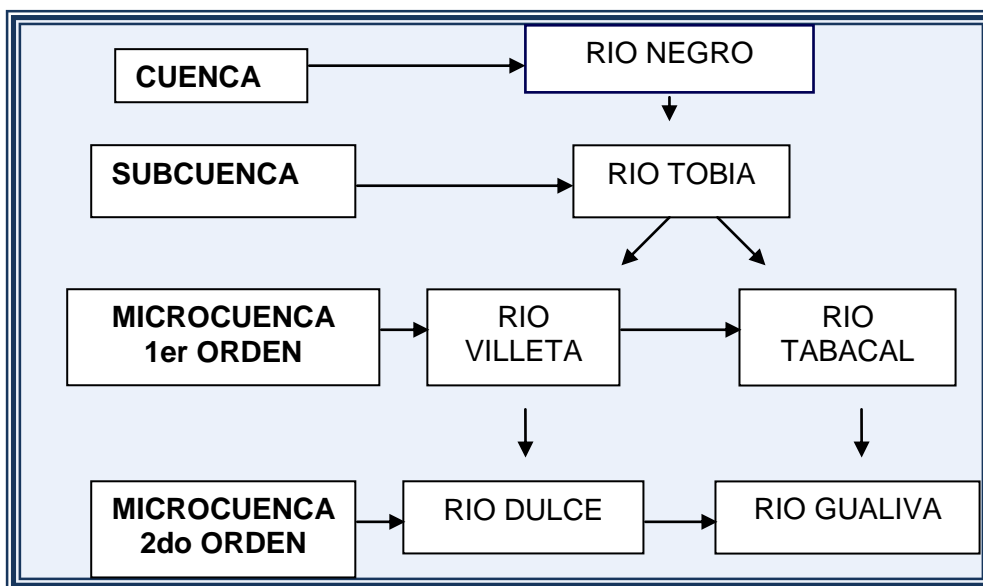 CUENCA
RIO NEGRO
SUBCUENCA
RIO TOBIA
MICROCUENCA
1er ORDEN
RIO
VILLETA
RIO
TABACAL
MICROCUENCA
2do ORDEN
RIO DULCE
RIO GUALIVA